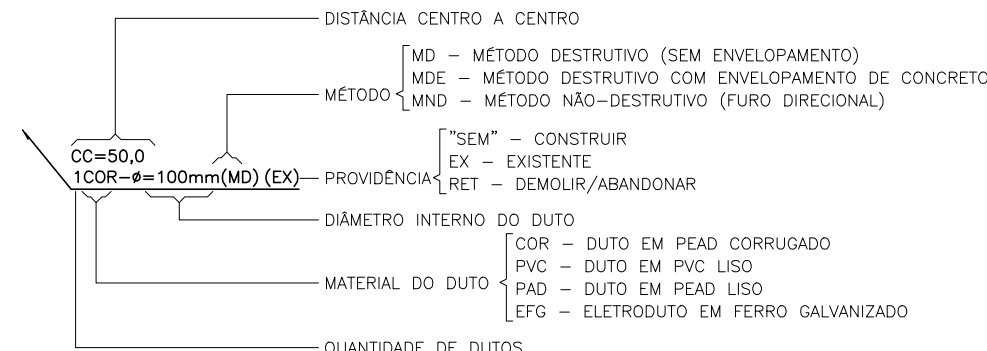 DISTÂNCIA CENTRO A CENTRO
MD – MÉTODO DESTRUTIVO (SEM ENVELOPAMENTO)
MDE – MÉTODO DESTRUTIVO COM ENVELOPAMENTO DE CONCRETO
MÉTODO
MND – MÉTODO NÃO-DESTRUTIVO (FURO DIRECIONAL)
"SEM" – CONSTRUIR
CC=50,0
EX – EXISTENTE
1COR-ø=100mm(MD) (EX)
PROVIDÊNCIA
RET – DEMOLIR/ABANDONAR
DIÂMETRO INTERNO DO DUTO
COR – DUTO EM PEAD CORRUGADO
PVC – DUTO EM PVC LISO
MATERIAL DO DUTO
PAD – DUTO EM PEAD LISO
EFG – ELETRODUTO EM FERRO GALVANIZADO
QUANTIDADE DE DUTOS